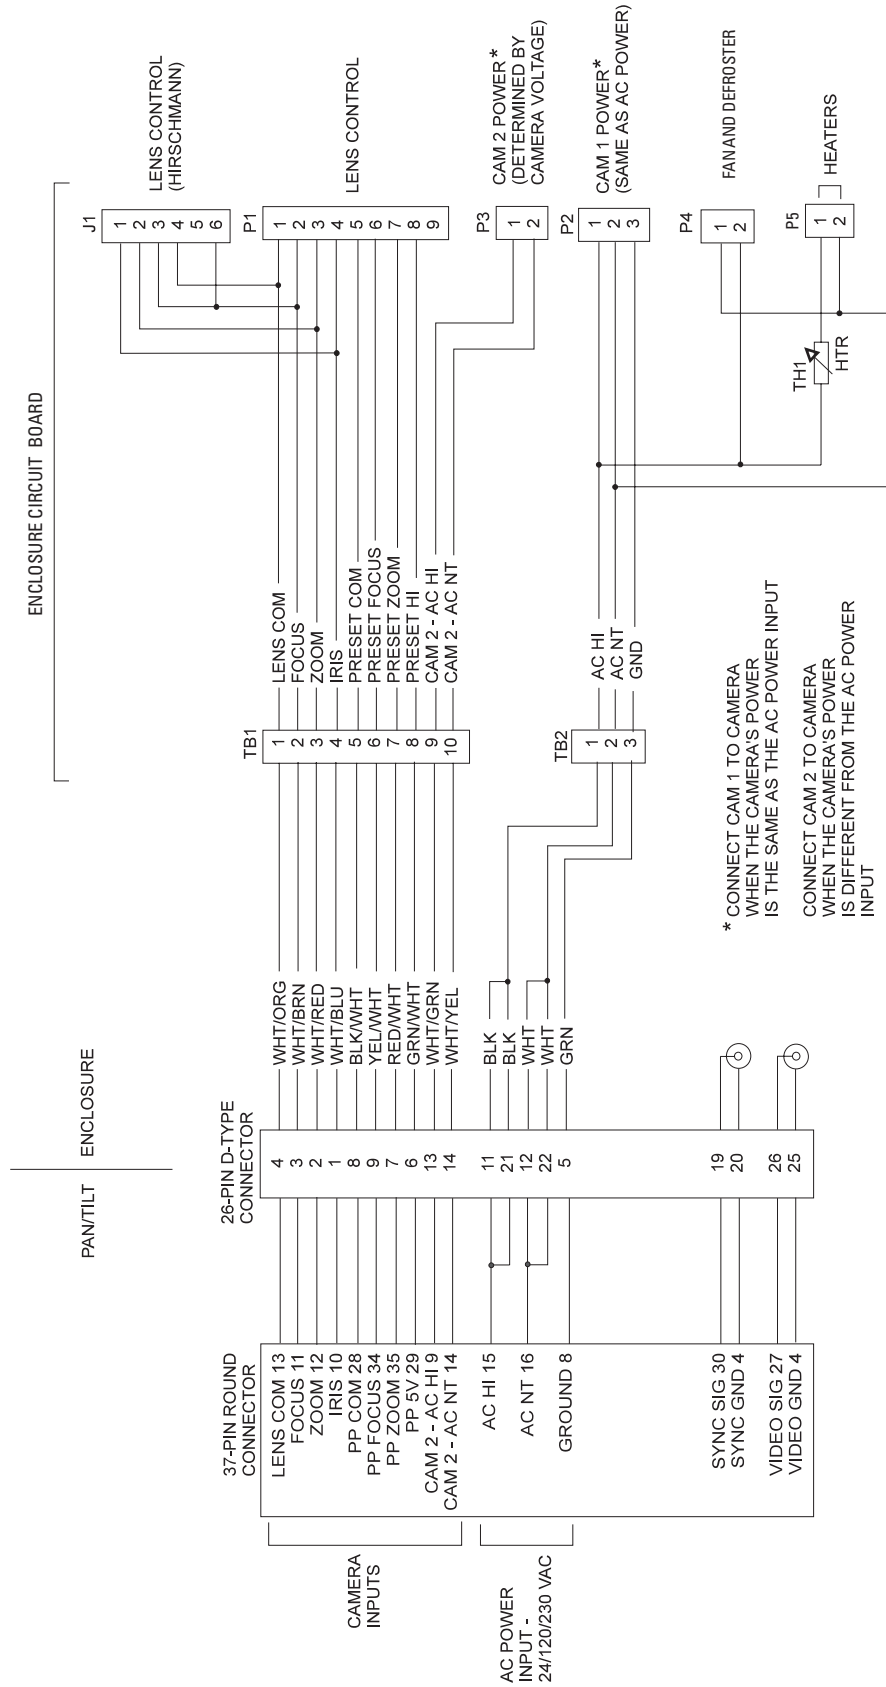 PAN/TILT
ENCLOSURE
ENCLOSURE CIRCUIT BOARD
CAMERA
INPUTS
AC POWER
INPUT -
24/120/230 VAC
37-PIN ROUND
CONNECTOR
LENS COM 13
FOCUS 11
ZOOM 12
IRIS 10
PP COM 28
PP FOCUS 34
PP ZOOM 35
PP 5V 29
CAM 2 - AC HI 9
CAM 2 - AC NT 14
AC HI 15
AC NT 16
GROUND 8
SYNC SIG 30
SYNC GND 4
VIDEO SIG 27
VIDEO GND 4
26-PIN D-TYPE
CONNECTOR
4
3
2
1
8
9
7
6
13
14
11
21
12
22
5
19
20
26
25
WHT/ORG
WHT/BRN
WHT/RED
WHT/BLU
BLK/WHT
YEL/WHT
RED/WHT
GRN/WHT
WHT/GRN
WHT/YEL
BLK
BLK
WHT
WHT
GRN
TB1
1
2
3
4
5
6
7
8
9
10
LENS COM
FOCUS
ZOOM
IRIS
PRESET COM
PRESET FOCUS
PRESET ZOOM
PRESET HI
CAM 2 - AC HI
CAM 2 - AC NT
TB2
1
2
3
AC HI
AC NT
GND
J1
1
2
3
4
5
6
LENS CONTROL
(HIRSCHMANN)
P1
1
2
3
4
5
6
7
8
9
LENS CONTROL
P3
1
2
CAM 2 POWER*
(DETERMINED BY
CAMERA VOLTAGE)
P2
1
2
3
CAM 1 POWER*
(SAME AS AC POWER)
P4
1
2
FAN AND DEFROSTER
P5
1
2
HEATERS
TH1
HTR
* CONNECT CAM 1 TO CAMERA
WHEN THE CAMERA'S POWER
IS THE SAME AS THE AC POWER INPUT
CONNECT CAM 2 TO CAMERA
WHEN THE CAMERA'S POWER
IS DIFFERENT FROM THE AC POWER
INPUT